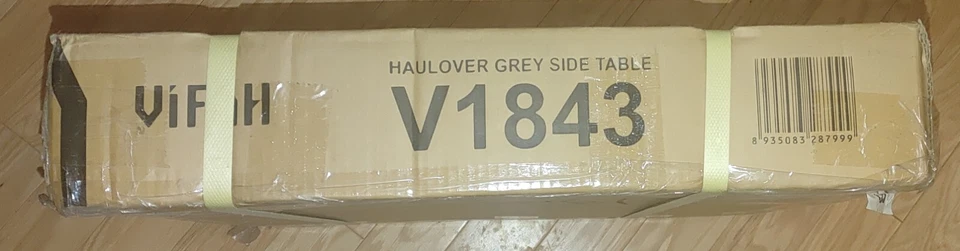 ViFAH
HAULOVER GREY SIDE TABLE
V1843
8 935083 287999